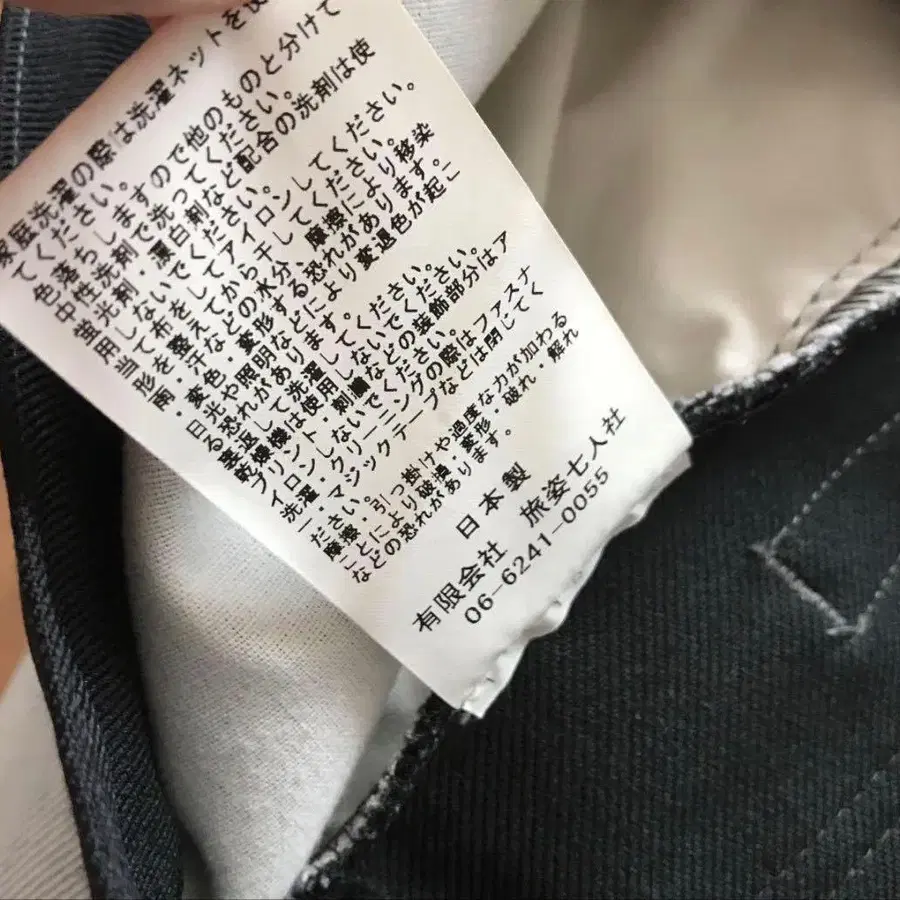 家庭洗濯の際は洗濯ネットを使
てください。
色落ちしますので他のものと分けて
中性洗剤で洗ってください。
蛍光剤・漂白剤など配合の洗剤は使
用しないでください。
当て布をしてアイロンしてください。
形を整えてから干してください。
雨・汗などの水分、摩擦により移染
・変色・変形する恐れがあります。
日光や照明などにより変退色が起こ
る恐れがあります。
裏返して洗濯してください。
乾燥機は使用しないでください。
プリント・刺繍などの装飾部分はア
イロンしないでください。
洗濯・クリーニングの際はファスナ
ー・マジックテープなどは閉じてく
ださい。
摩擦・引っ掛けや過度な力が加わる
ことにより破損・変形・破れ・解れ
などの恐れがあります。
日本製
有限会社 旅姿七人社
06-6241-0055